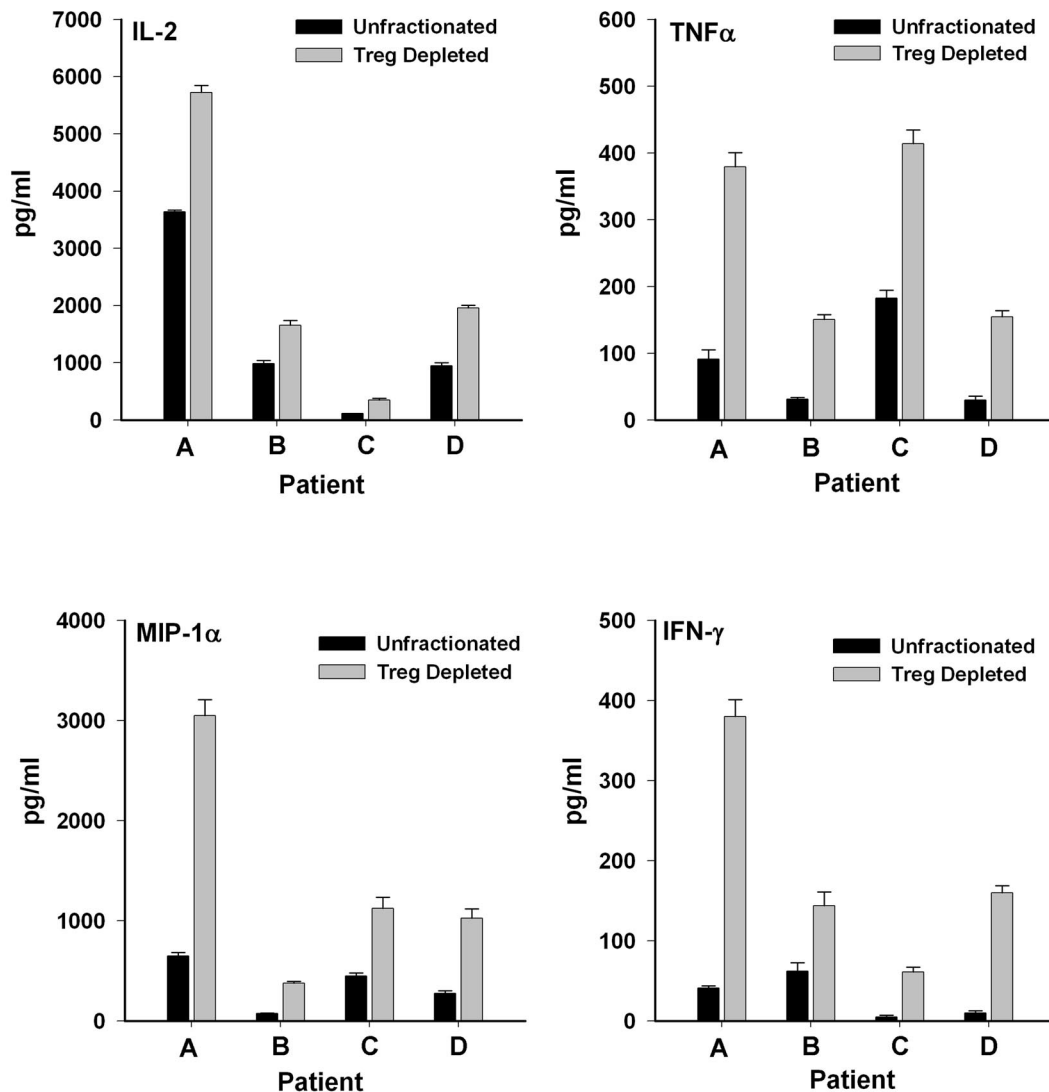 IL-2
Unfractionated
Treg Depleted
7000
6000
5000
4000
3000
2000
1000
0
pg/ml
A B C D
Patient
TNFα
Unfractionated
Treg Depleted
600
500
400
300
200
100
0
pg/ml
A B C D
Patient
MIP-1α
Unfractionated
Treg Depleted
4000
3000
2000
1000
0
pg/ml
A B C D
Patient
IFN-γ
Unfractionated
Treg Depleted
500
400
300
200
100
0
pg/ml
A B C D
Patient